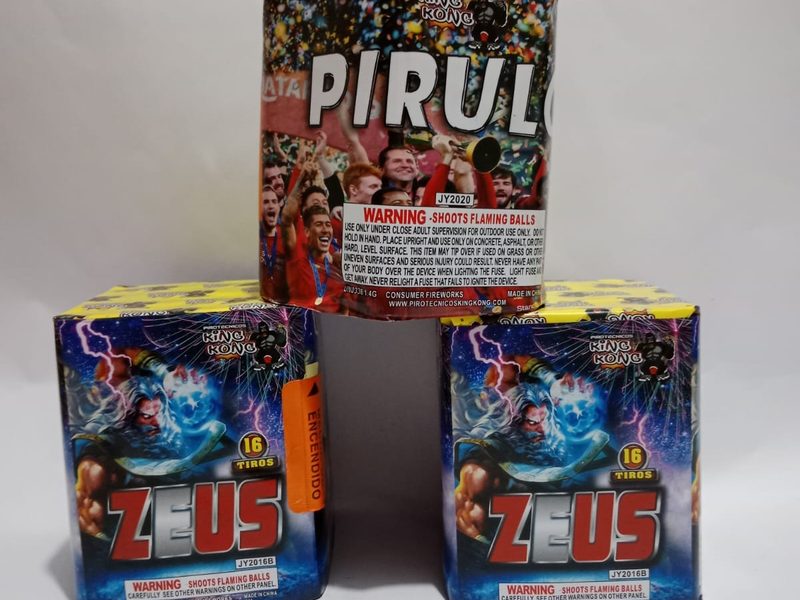 KING
KONG
PIRUL
JY2020
WARNING -SHOOTS FLAMING BALLS
USE ONLY UNDER CLOSE ADULT SUPERVISION FOR OUTDOOR USE ONLY. DO NOT
HOLD IN HAND. PLACE UPRIGHT AND USE ONLY ON CONCRETE, ASPHALT, OR OTHER
HARD, LEVEL SURFACE. THIS ITEM MAY TIP OVER IF USED ON GRASS OR OTHER
UNEVEN SURFACES AND SERIOUS INJURY COULD RESULT. NEVER HAVE ANY PART
OF YOUR BODY OVER THE DEVICE WHEN LIGHTING THE FUSE. LIGHT FUSE AND
GET AWAY. NEVER RELIGHT A FUSE THAT FAILS TO IGNITE THE DEVICE.
CONSUMER FIREWORKS MADE IN
WWW.PIROTECNICOSKINGKONG.COM
PIROTECNICOS
KING
KONG
ENCENDIDO
16
TIROS
ZEUS
JY2016B
WARNING SHOOTS FLAMING BALLS
CAREFULLY. SEE OTHER WARNINGS ON OTHER PANEL.
MADE IN CHINA
PIROTECNICOS
KING
KONG
16
TIROS
ZEUS
JY2016B
WARNING SHOOTS FLAMING BALLS
CAREFULLY. SEE OTHER WARNINGS ON OTHER PANEL.